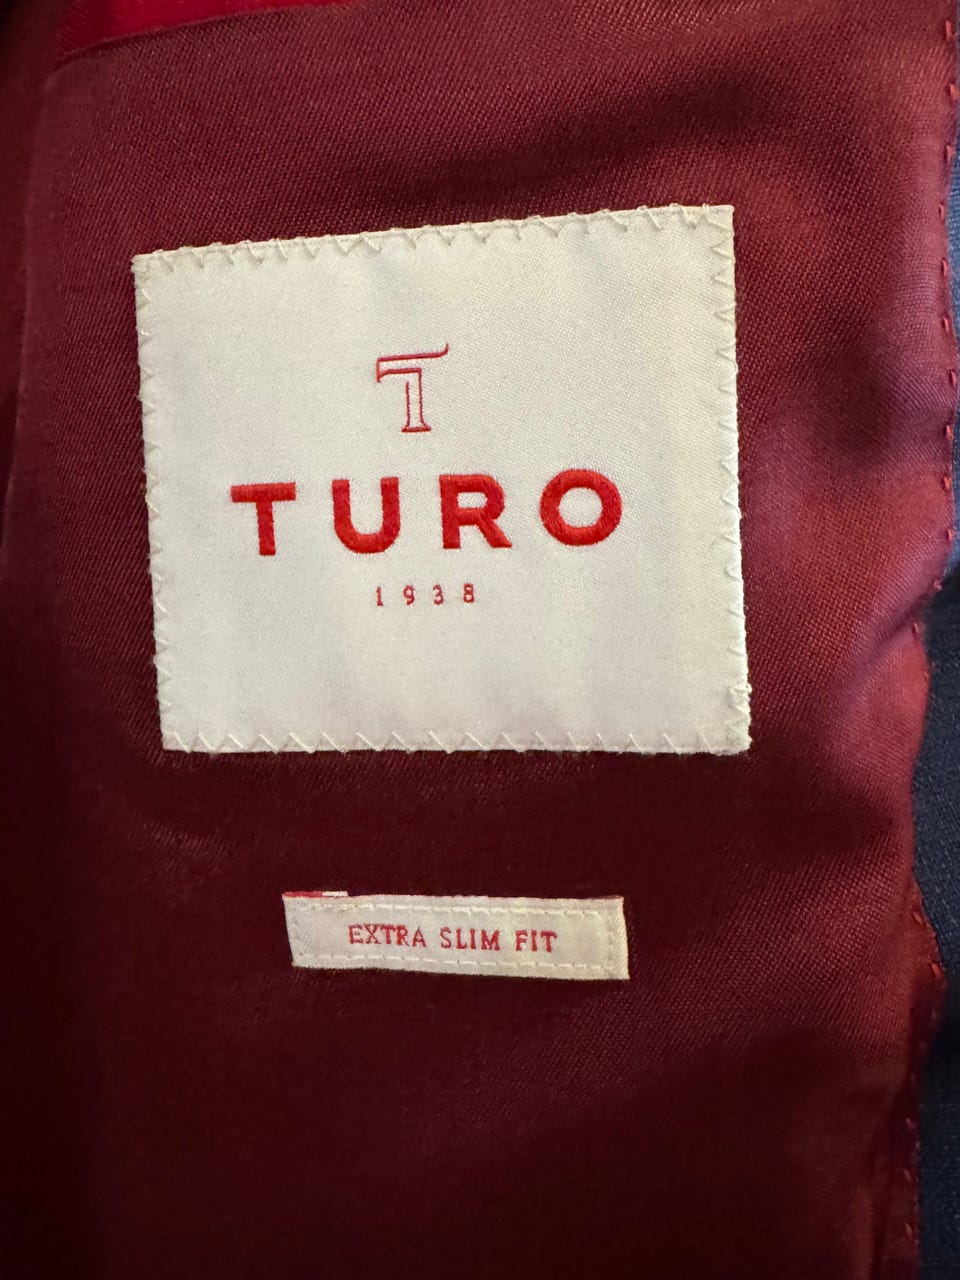 T
TURO
1938
EXTRA SLIM FIT